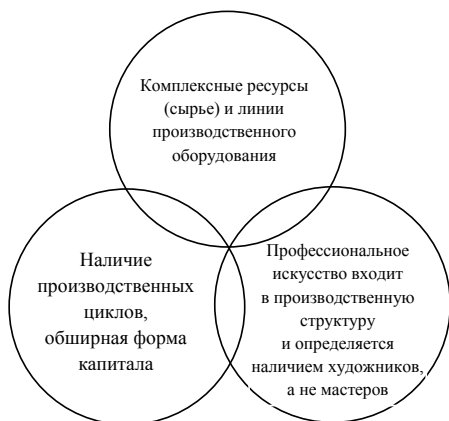 Комплексные ресурсы
(сырье) и линии
производственного
оборудования
Наличие
производственных
циклов,
обширная форма
капитала
Профессиональное
искусство входит
в производственную
структуру
и определяется
наличием художников,
а не мастеров